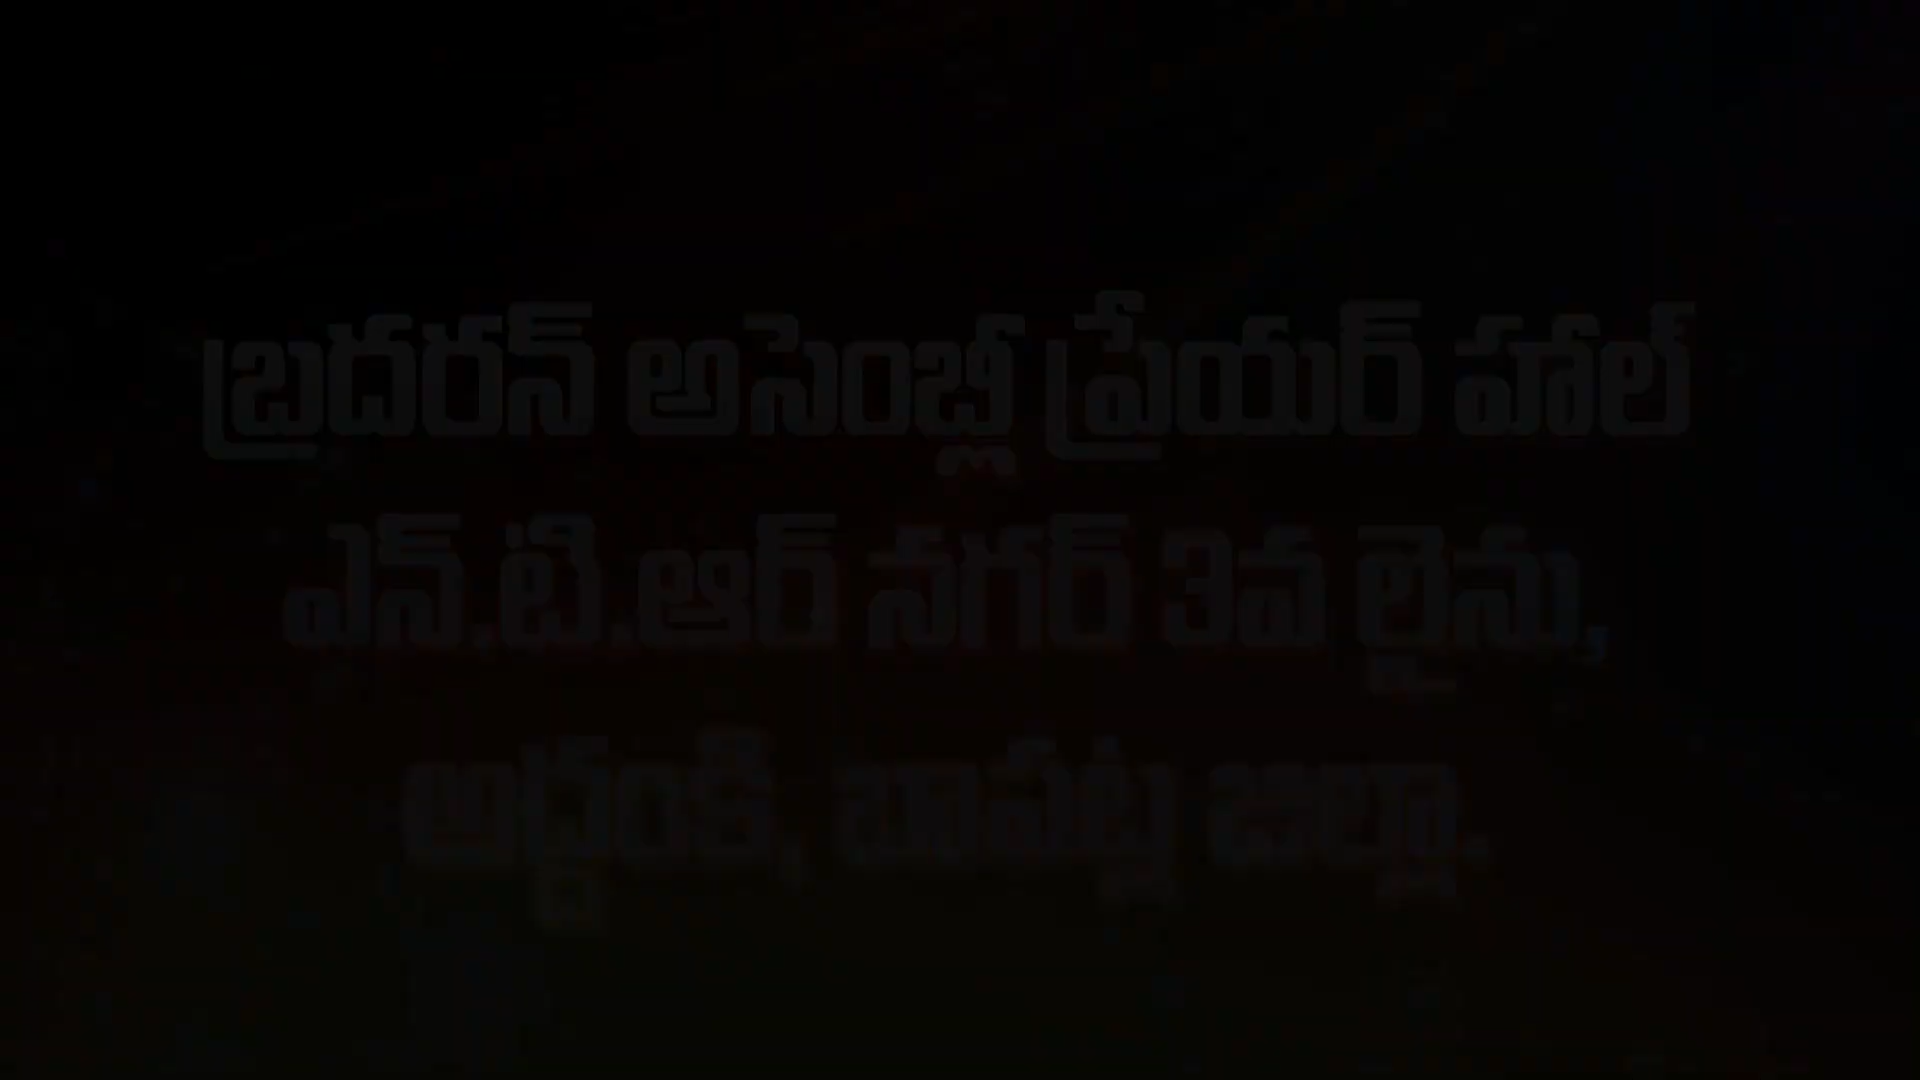 బ్రదరన్ అసెంబ్లీ ప్రేయర్ హాల్
ఎన్.టి.ఆర్ నగర్ 3వ లైను,
అద్దంకి, బాపట్ల జిల్లా.